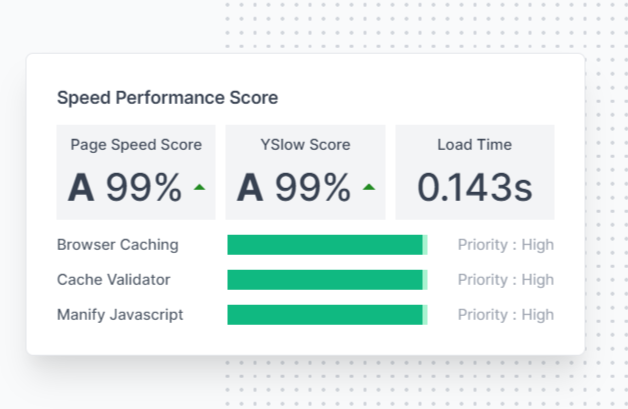 Speed Performance Score
Page Speed Score YSlow Score Load Time
A 99% A 99% 0.143s
Browser Caching Priority : High
Cache Validator Priority : High
Manify Javascript Priority : High